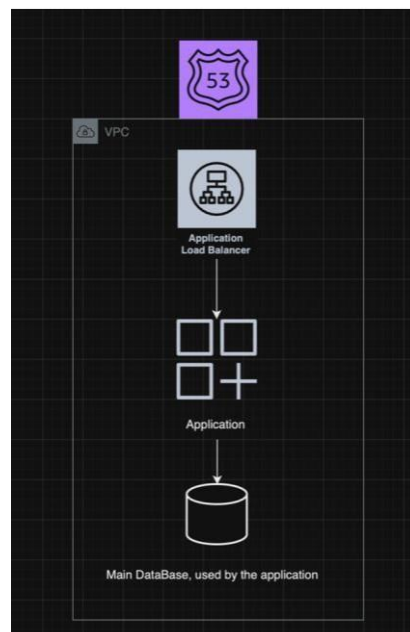 53
VPC
Application
Load Balancer
Application
Main DataBase, used by the application